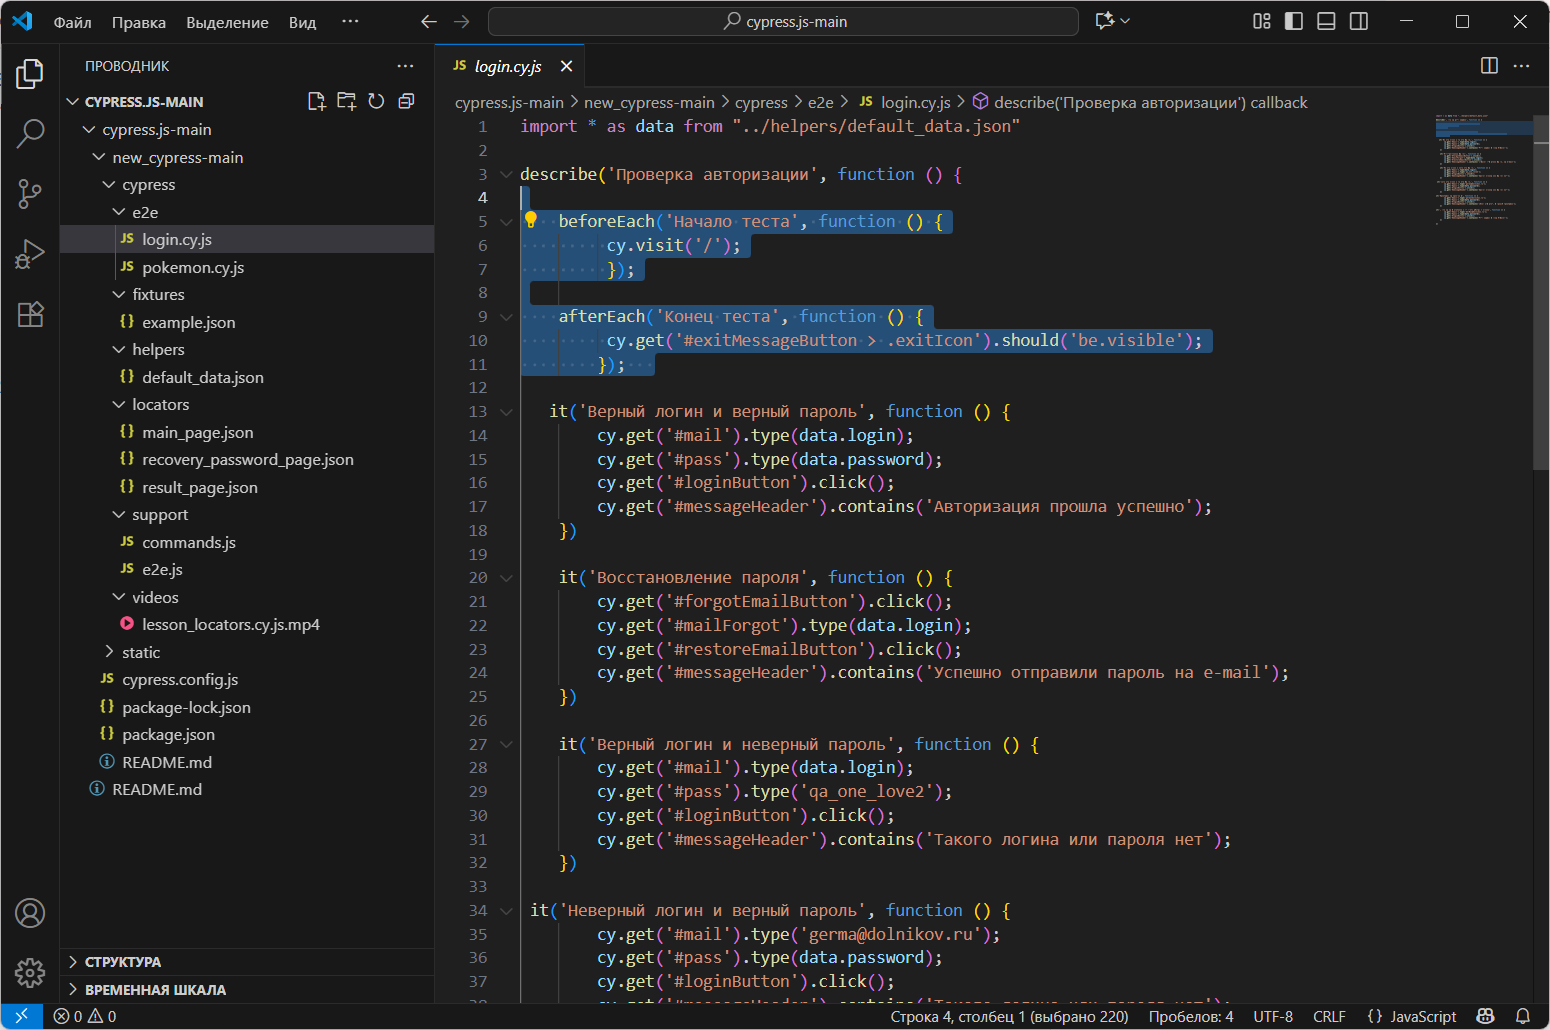 Файл Правка Выделение Вид ··· cypress.js-main
ПРОВОДНИК ···
CYPRESS.JS-MAIN
cypress.js-main
new_cypress-main
cypress
e2e
JS login.cy.js
JS pokemon.cy.js
fixtures
{} example.json
helpers
{} default_data.json
locators
{} main_page.json
{} recovery_password_page.json
{} result_page.json
support
JS commands.js
JS e2e.js
videos
lesson_locators.cy.js.mp4
static
JS cypress.config.js
{} package-lock.json
{} package.json
README.md
README.md
СТРУКТУРА
ВРЕМЕННАЯ ШКАЛА
JS login.cy.js
cypress.js-main > new_cypress-main > cypress > e2e > JS login.cy.js > describe('Проверка авторизации') callback
1 import * as data from "../helpers/default_data.json"
2
3 describe('Проверка авторизации', function () {
4
5 beforeEach('Начало теста', function () {
6 cy.visit('/');
7 });
8
9 afterEach('Конец теста', function () {
10 cy.get('#exitMessageButton > .exitIcon').should('be.visible');
11 });
12
13 it('Верный логин и верный пароль', function () {
14 cy.get('#mail').type(data.login);
15 cy.get('#pass').type(data.password);
16 cy.get('#loginButton').click();
17 cy.get('#messageHeader').contains('Авторизация прошла успешно');
18 })
19
20 it('Восстановление пароля', function () {
21 cy.get('#forgotEmailButton').click();
22 cy.get('#mailForgot').type(data.login);
23 cy.get('#restoreEmailButton').click();
24 cy.get('#messageHeader').contains('Успешно отправили пароль на e-mail');
25 })
26
27 it('Верный логин и неверный пароль', function () {
28 cy.get('#mail').type(data.login);
29 cy.get('#pass').type('qa_one_love2');
30 cy.get('#loginButton').click();
31 cy.get('#messageHeader').contains('Такого логина или пароля нет');
32 })
33
34 it('Неверный логин и верный пароль', function () {
35 cy.get('#mail').type('germa@dolnikov.ru');
36 cy.get('#pass').type(data.password);
37 cy.get('#loginButton').click();
0 0 Строка 4, столбец 1 (выбрано 220) Пробелов: 4 UTF-8 CRLF {} JavaScript